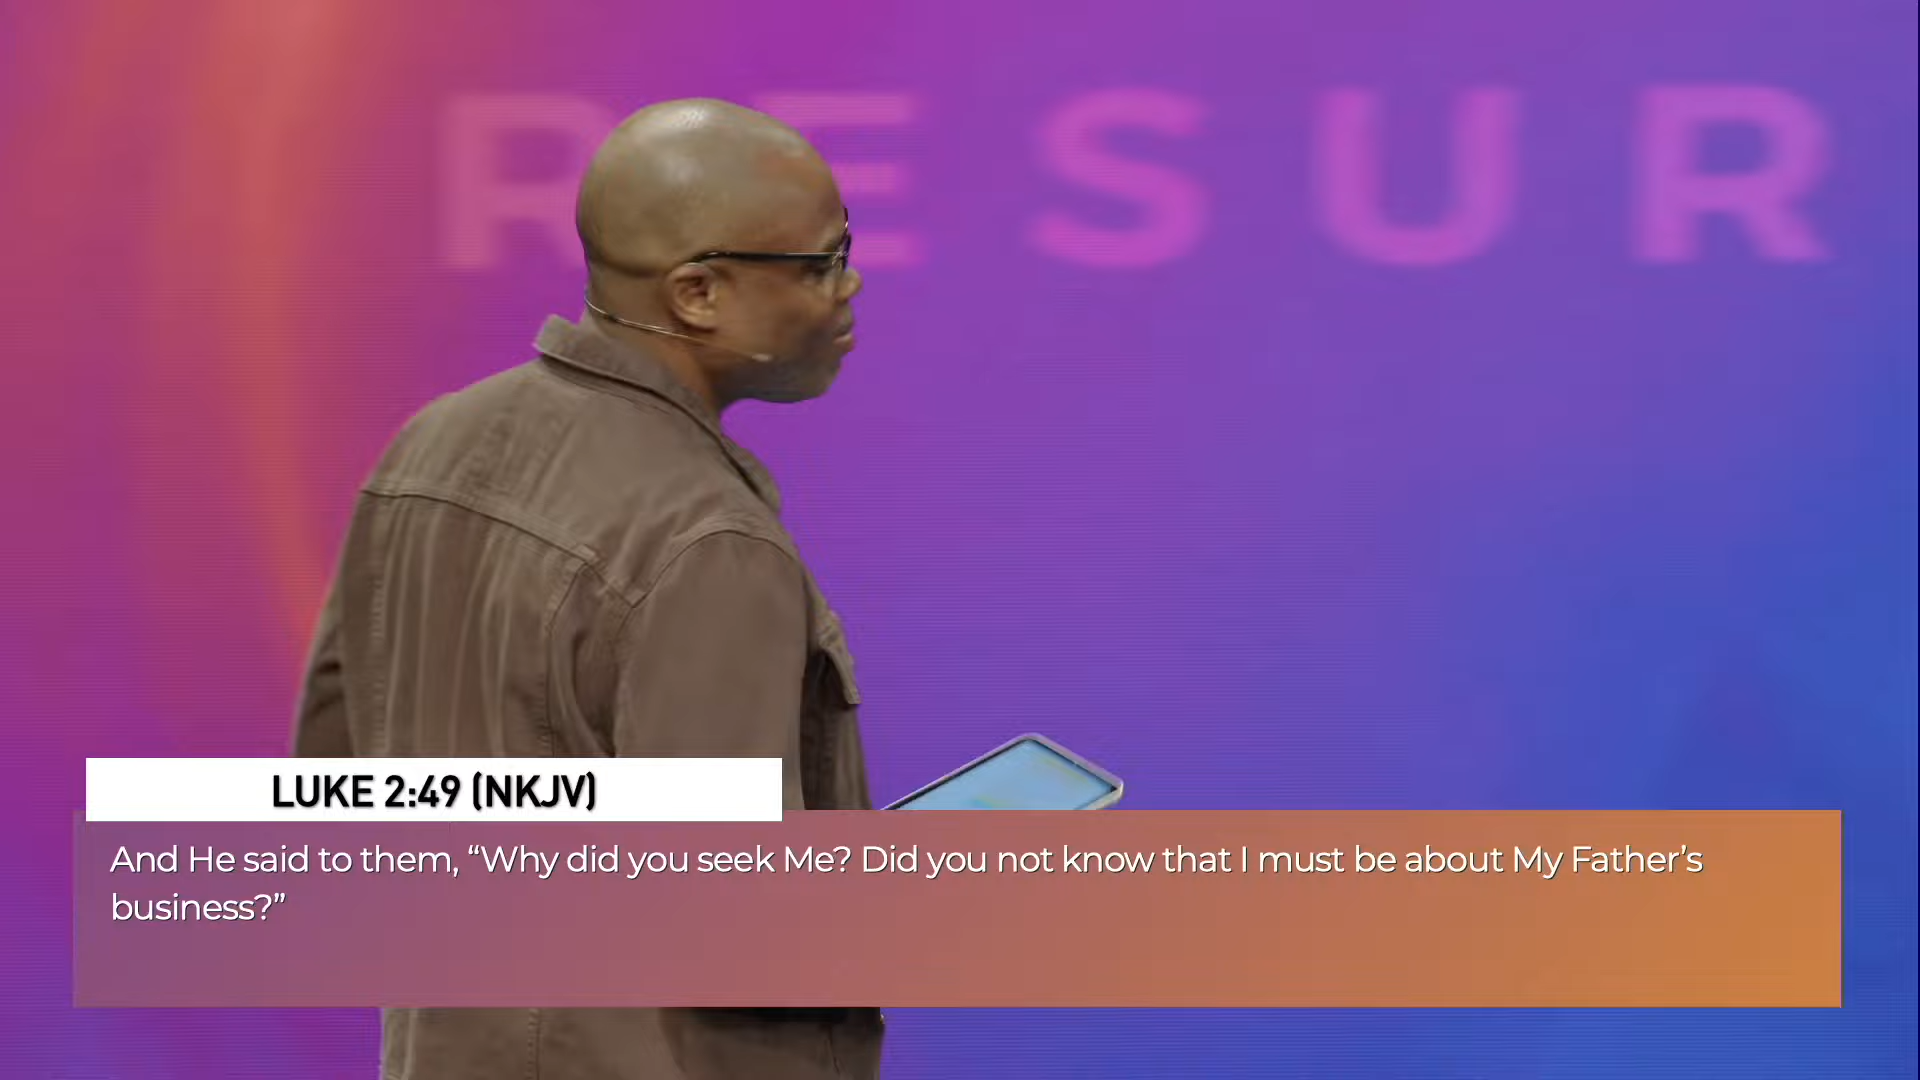 RESUR
LUKE 2:49 (NKJV)
And He said to them, “Why did you seek Me? Did you not know that I must be about My Father’s
business?”